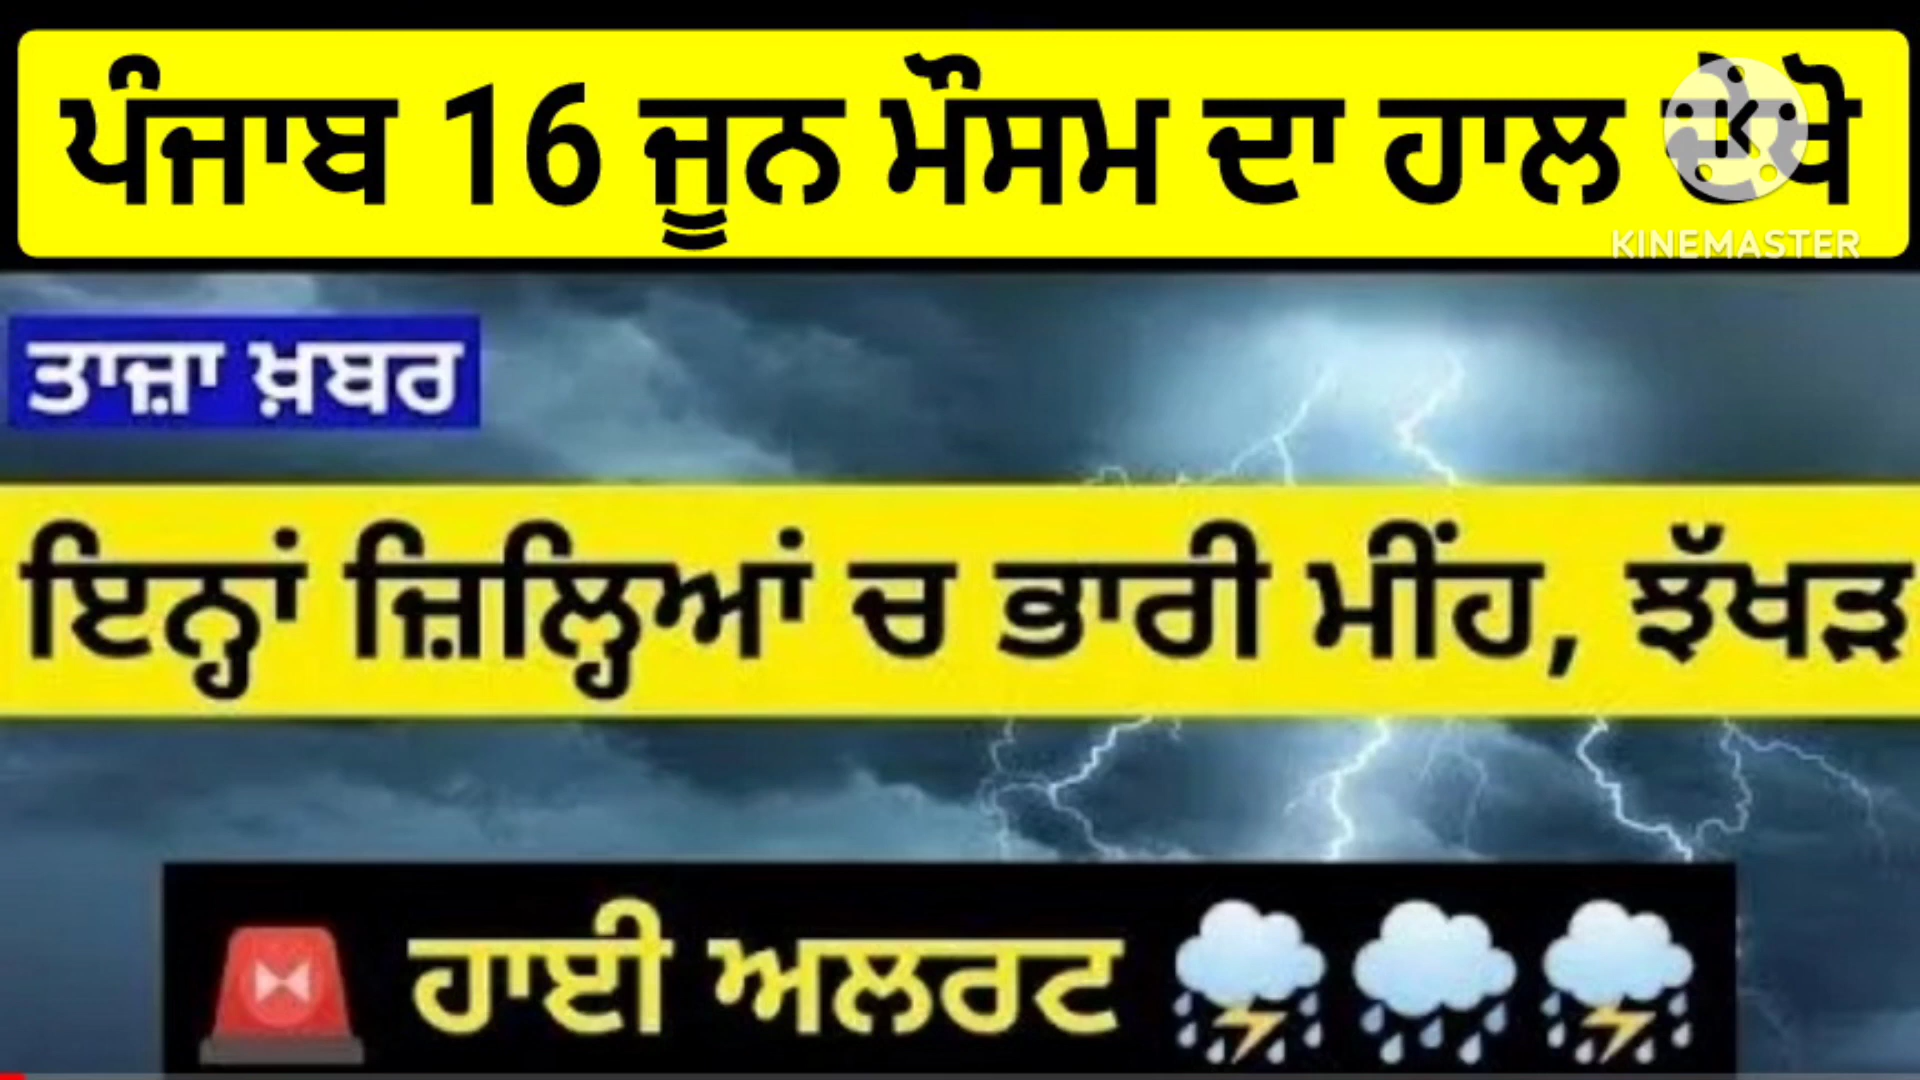 ਪੰਜਾਬ 16 ਜੂਨ ਮੌਸਮ ਦਾ ਹਾਲ ਦੇਖੋ
KINEMASTER
ਤਾਜ਼ਾ ਖ਼ਬਰ
ਇਨ੍ਹਾਂ ਜ਼ਿਲ੍ਹਿਆਂ ਚ ਭਾਰੀ ਮੀਂਹ, ਝੱਖੜ
ਹਾਈ ਅਲਰਟ